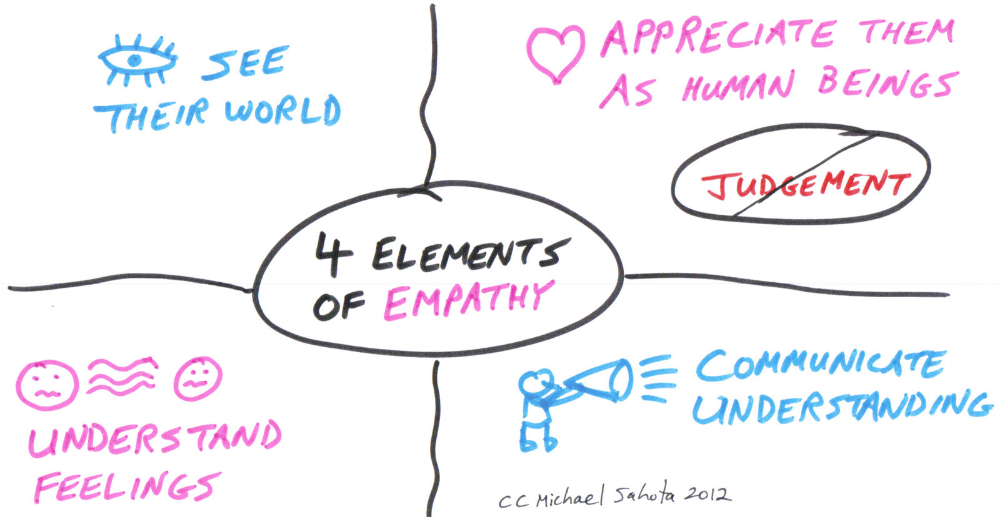 SEE
THEIR WORLD
APPRECIATE THEM
AS HUMAN BEINGS
JUDGEMENT
4 ELEMENTS
OF EMPATHY
UNDERSTAND
FEELINGS
COMMUNICATE
UNDERSTANDING
CC Michael Sahota 2012